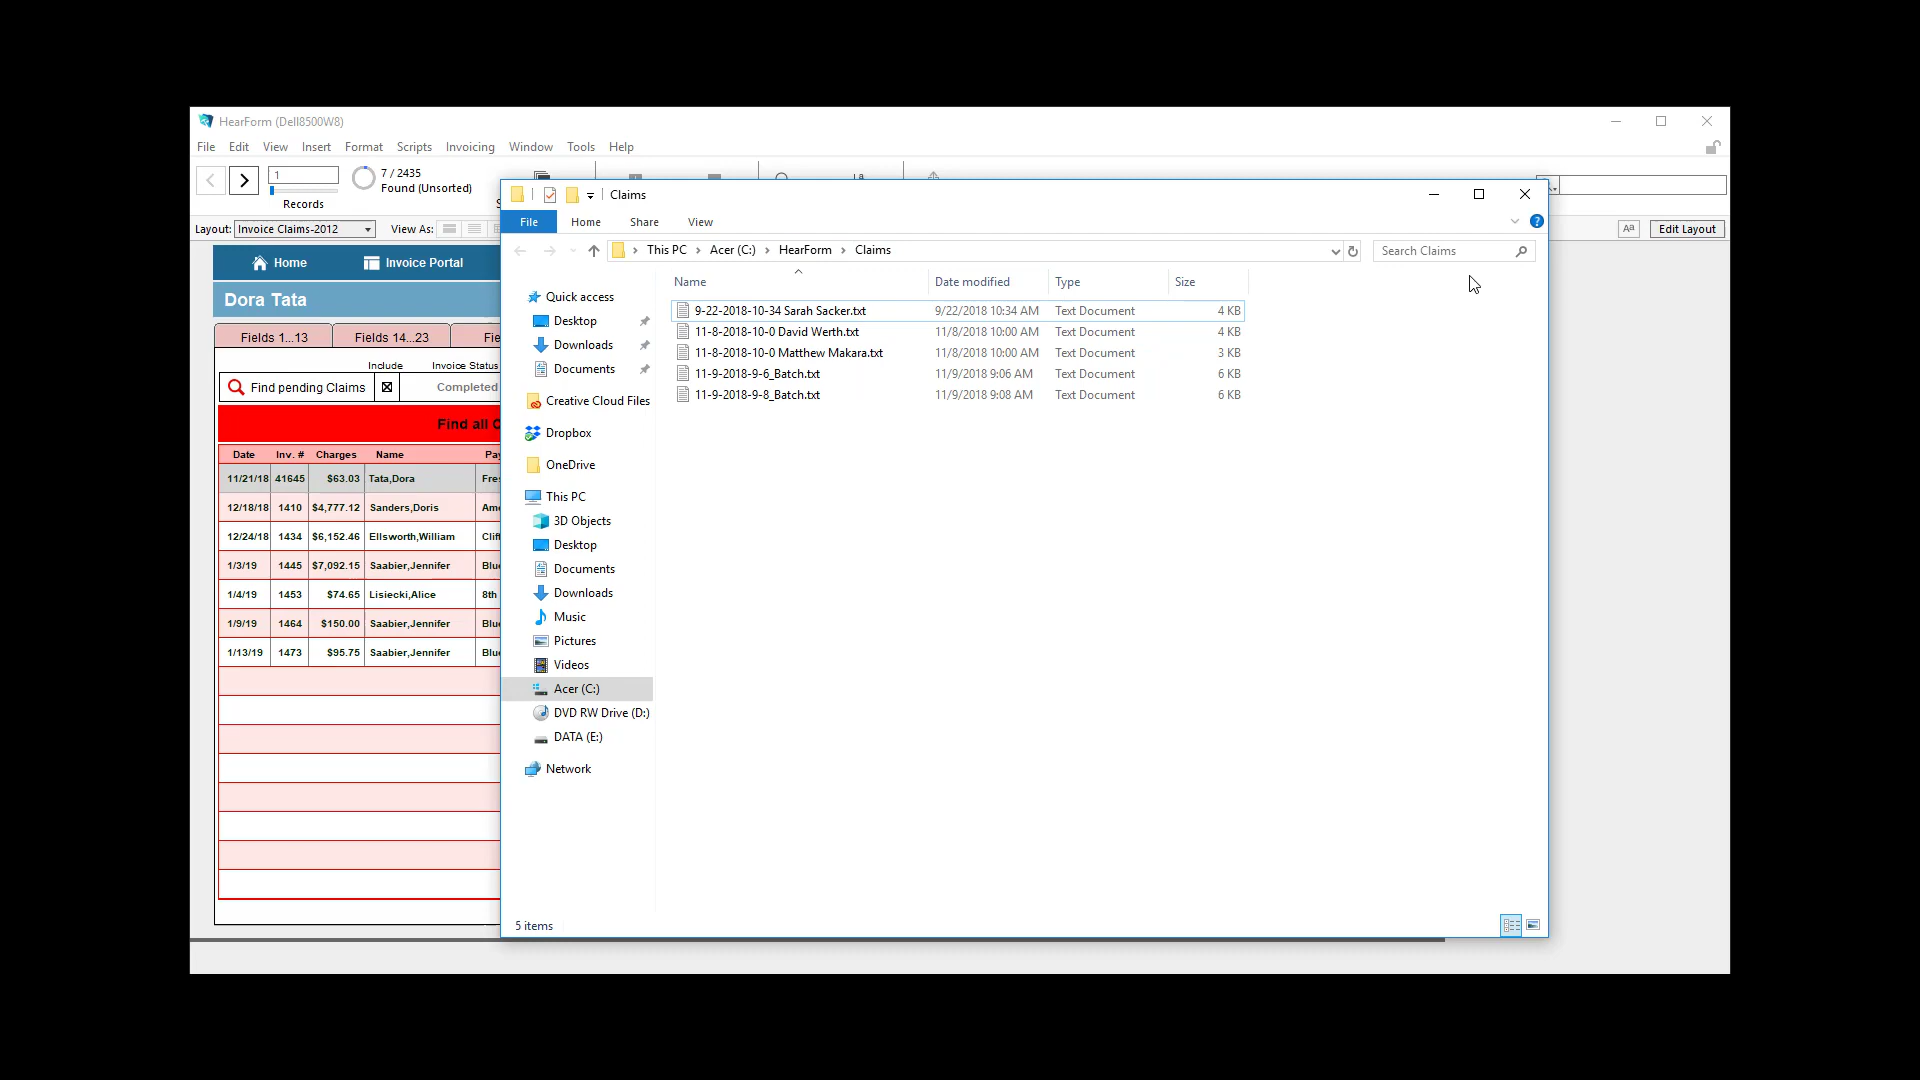 HearForm (Dell8500W8)
File Edit View Insert Format Scripts Invoicing Window Tools Help
1
7 / 2435
Found (Unsorted)
Records
Layout: Invoice Claims-2012 View As: Aa Edit Layout
Home Invoice Portal
Dora Tata
Fields 1...13 Fields 14...23
Include Invoice Status
Find pending Claims Completed
Find all
Date Inv. # Charges Name
11/21/18 41645 $63.03 Tata,Dora
12/18/18 1410 $4,777.12 Sanders,Doris
12/24/18 1434 $6,152.46 Ellsworth,William
1/3/19 1445 $7,092.15 Saabier,Jennifer
1/4/19 1453 $74.65 Lisiecki,Alice 8th
1/9/19 1464 $150.00 Saabier,Jennifer
1/13/19 1473 $95.75 Saabier,Jennifer
Claims
File Home Share View
This PC > Acer (C:) > HearForm > Claims
Search Claims
Quick access
Desktop
Downloads
Documents
Creative Cloud Files
Dropbox
OneDrive
This PC
3D Objects
Desktop
Documents
Downloads
Music
Pictures
Videos
Acer (C:)
DVD RW Drive (D:)
DATA (E:)
Network
Name Date modified Type Size
9-22-2018-10-34 Sarah Sacker.txt 9/22/2018 10:34 AM Text Document 4 KB
11-8-2018-10-0 David Werth.txt 11/8/2018 10:00 AM Text Document 4 KB
11-8-2018-10-0 Matthew Makara.txt 11/8/2018 10:00 AM Text Document 3 KB
11-9-2018-9-6_Batch.txt 11/9/2018 9:06 AM Text Document 6 KB
11-9-2018-9-8_Batch.txt 11/9/2018 9:08 AM Text Document 6 KB
5 items